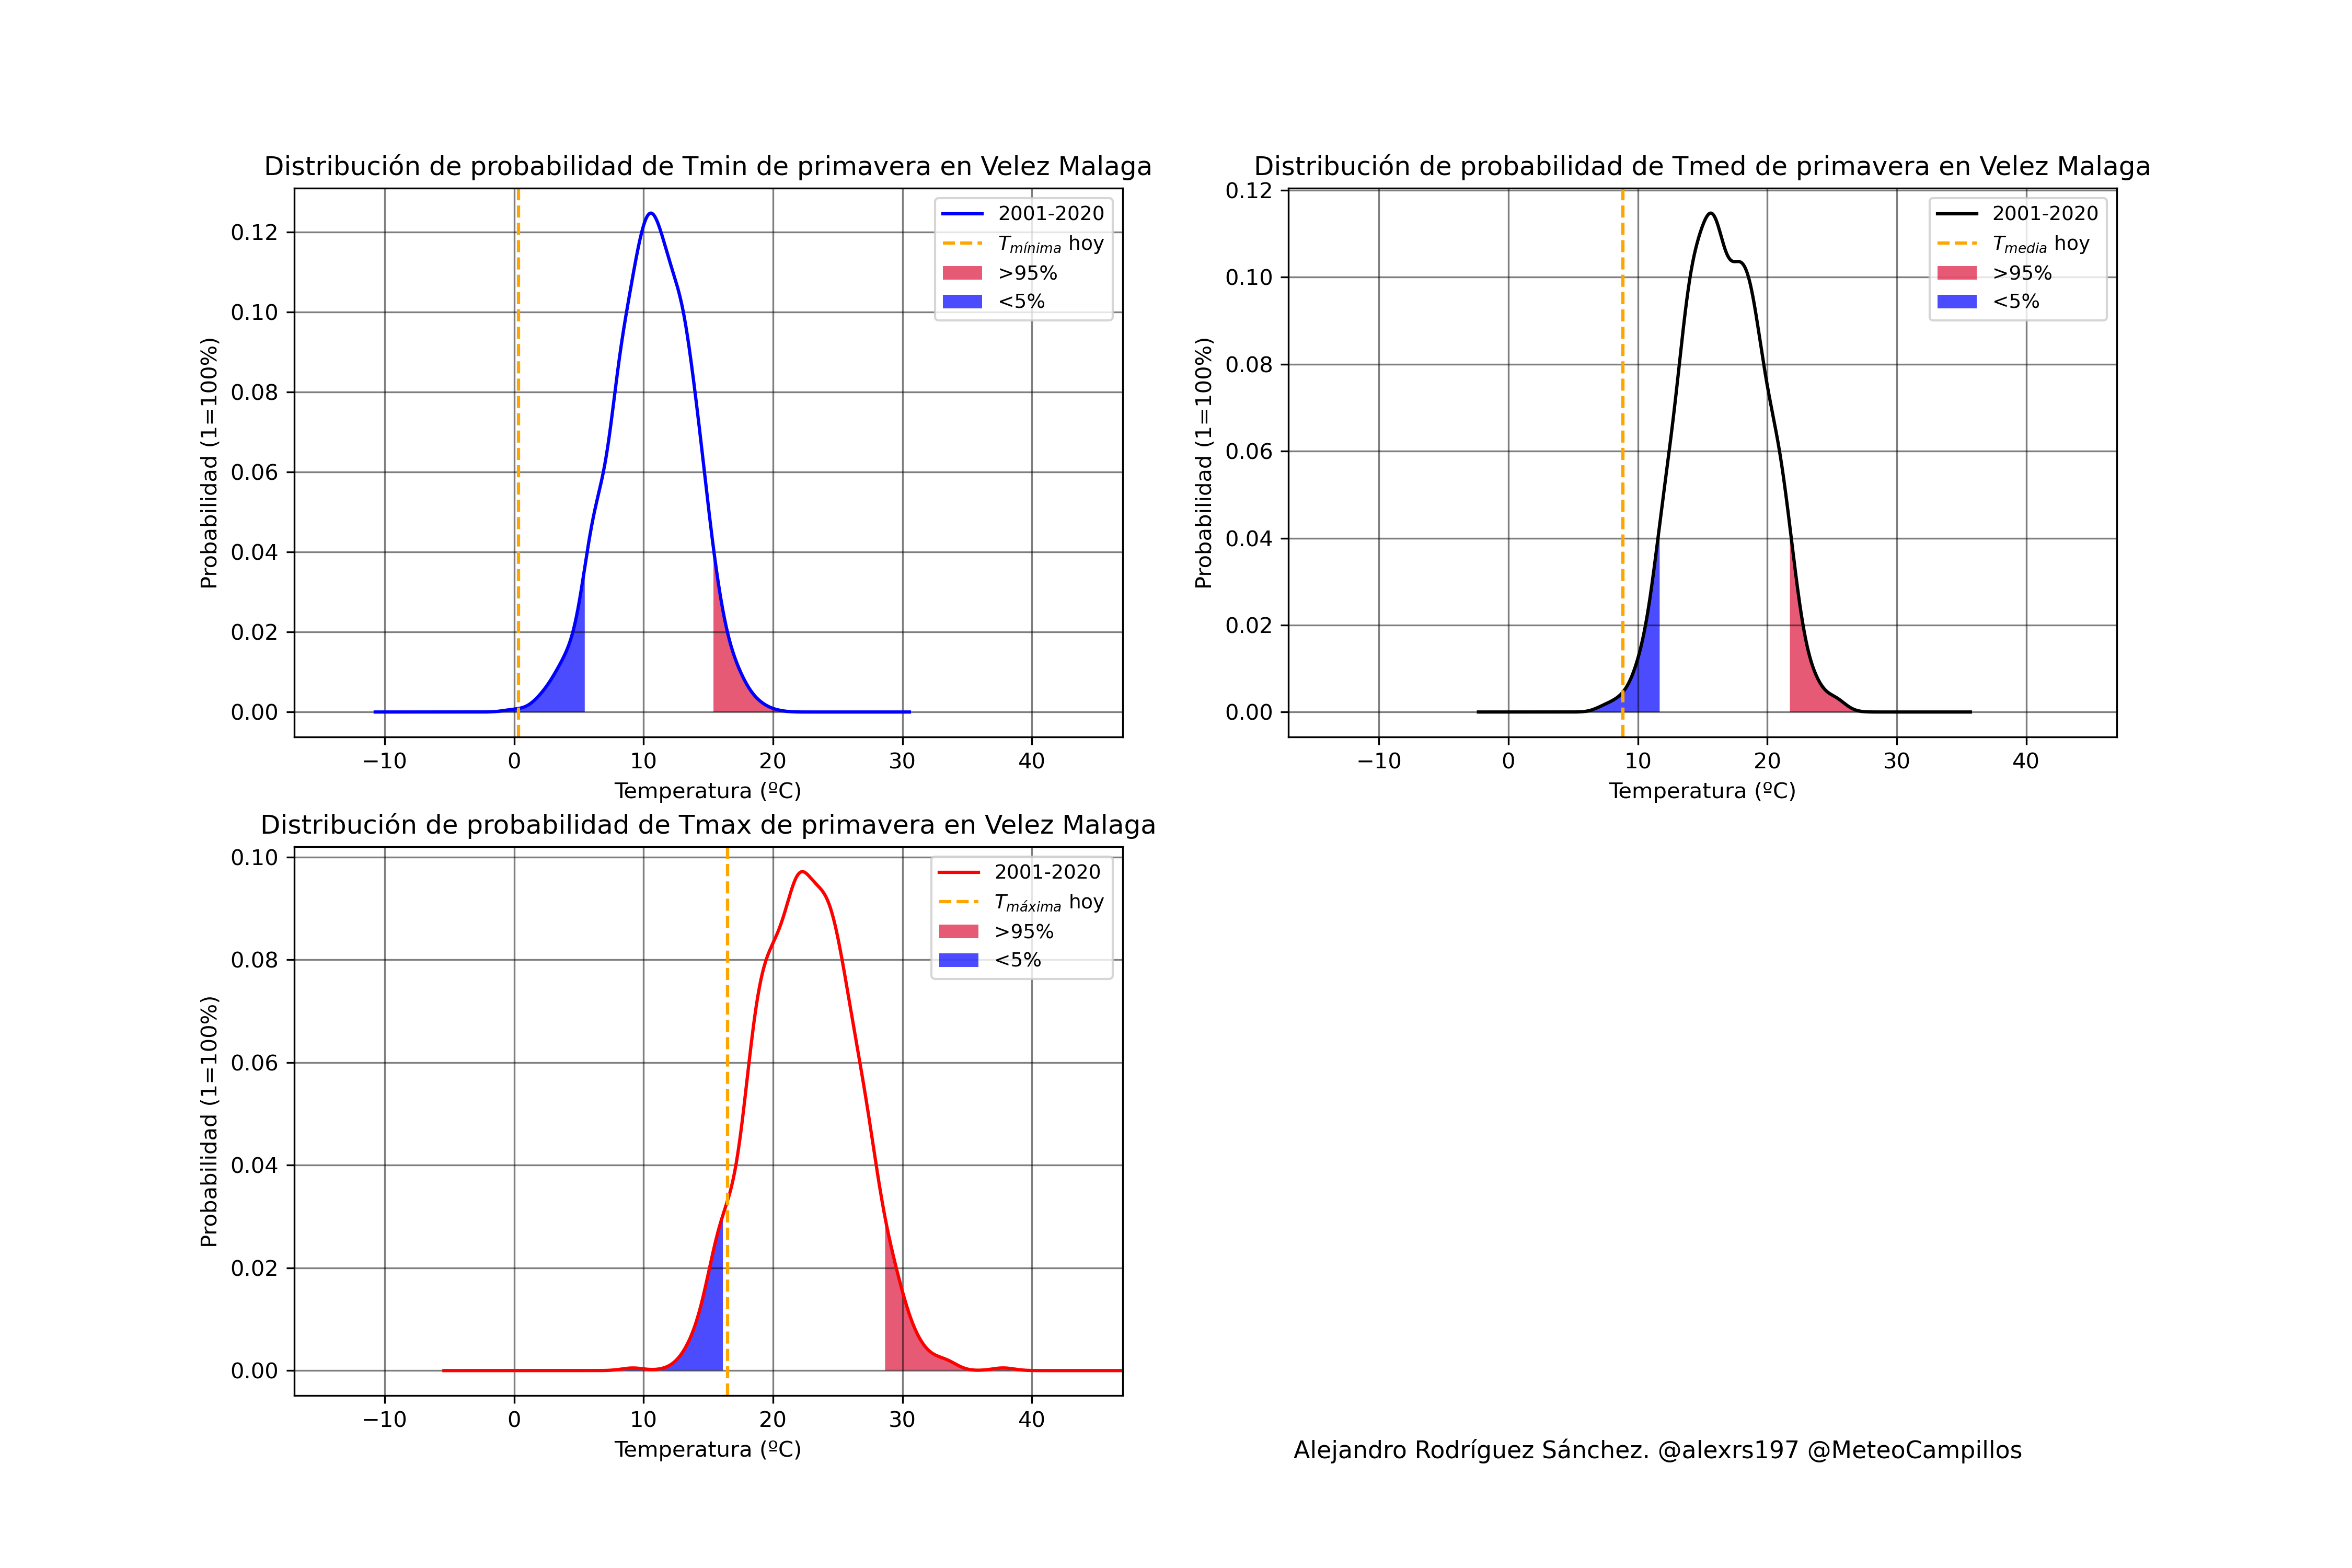 Distribución de probabilidad de Tmin de primavera en Velez Malaga
Probabilidad (1=100%)
0.12
0.10
0.08
0.06
0.04
0.02
0.00
2001-2020
Tmínima hoy
>95%
<5%
−10 0 10 20 30 40
Temperatura (ºC)
Distribución de probabilidad de Tmed de primavera en Velez Malaga
Probabilidad (1=100%)
0.12
0.10
0.08
0.06
0.04
0.02
0.00
2001-2020
Tmedia hoy
>95%
<5%
−10 0 10 20 30 40
Temperatura (ºC)
Distribución de probabilidad de Tmax de primavera en Velez Malaga
Probabilidad (1=100%)
0.10
0.08
0.06
0.04
0.02
0.00
2001-2020
Tmáxima hoy
>95%
<5%
−10 0 10 20 30 40
Temperatura (ºC)
Alejandro Rodríguez Sánchez. @alexrs197 @MeteoCampillos